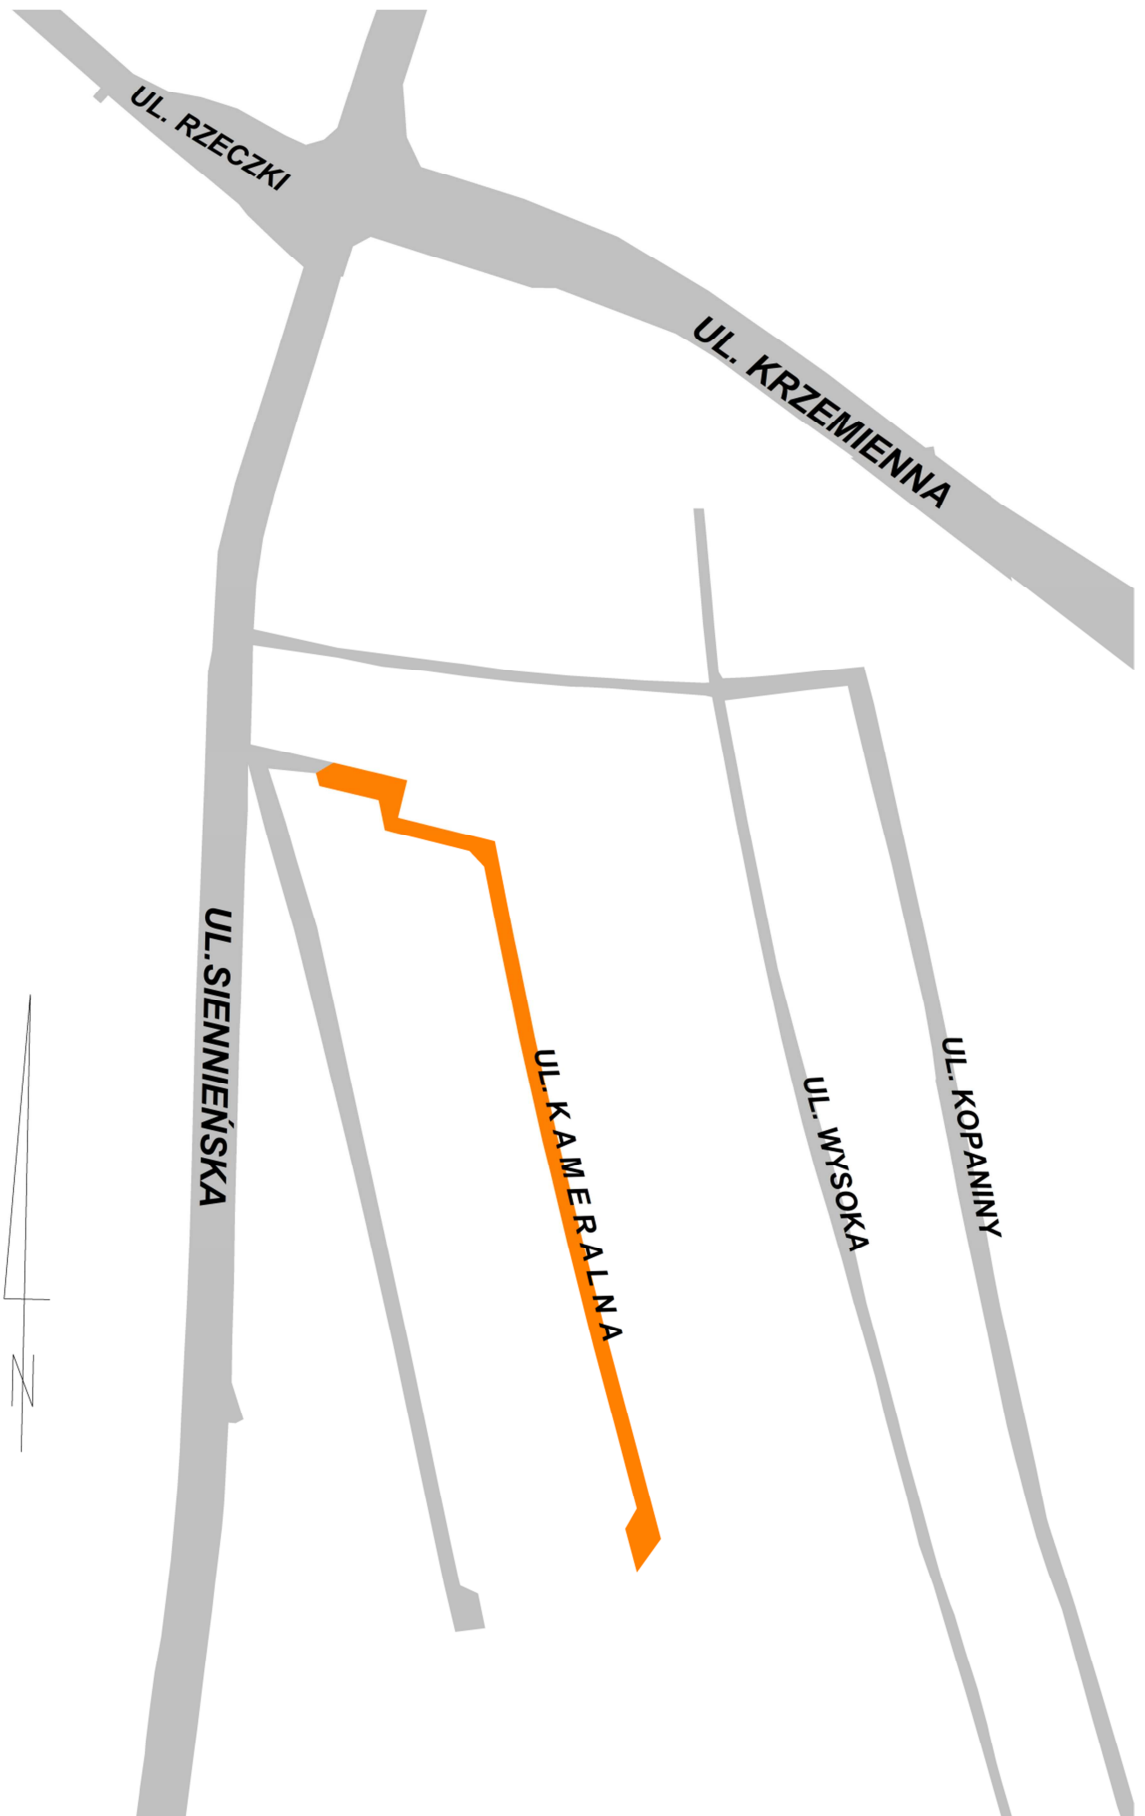 UL. RZECZKI
UL. KRZEMIENNA
UL.SIENNIEŃSKA
UL. KAMERALNA
UL. WYSOKA
UL. KOPANINY
N